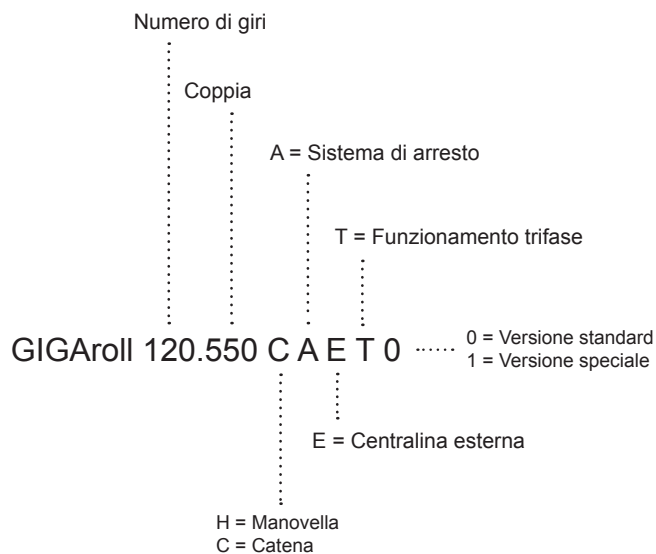 Numero di giri
Coppia
A = Sistema di arresto
T = Funzionamento trifase
GIGAroll 120.550 C A E T 0
0 = Versione standard
1 = Versione speciale
E = Centralina esterna
H = Manovella
C = Catena